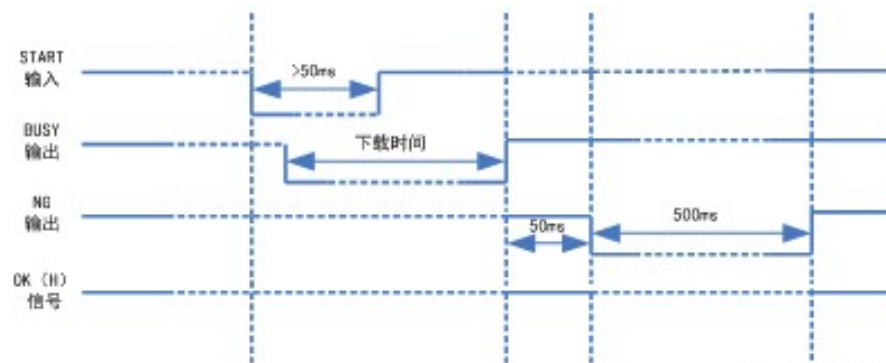 START
输入
>50ms
BUSY
输出
下载时间
NG
输出
50ms
500ms
OK (H)
信号